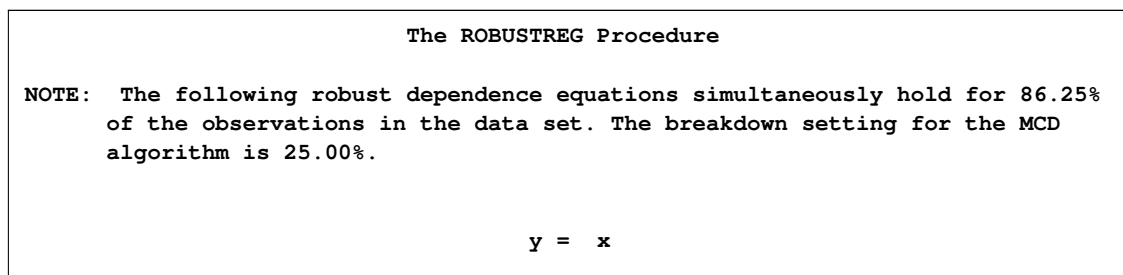 The ROBUSTREG Procedure
NOTE: The following robust dependence equations simultaneously hold for 86.25%
of the observations in the data set. The breakdown setting for the MCD
algorithm is 25.00%.
y = x